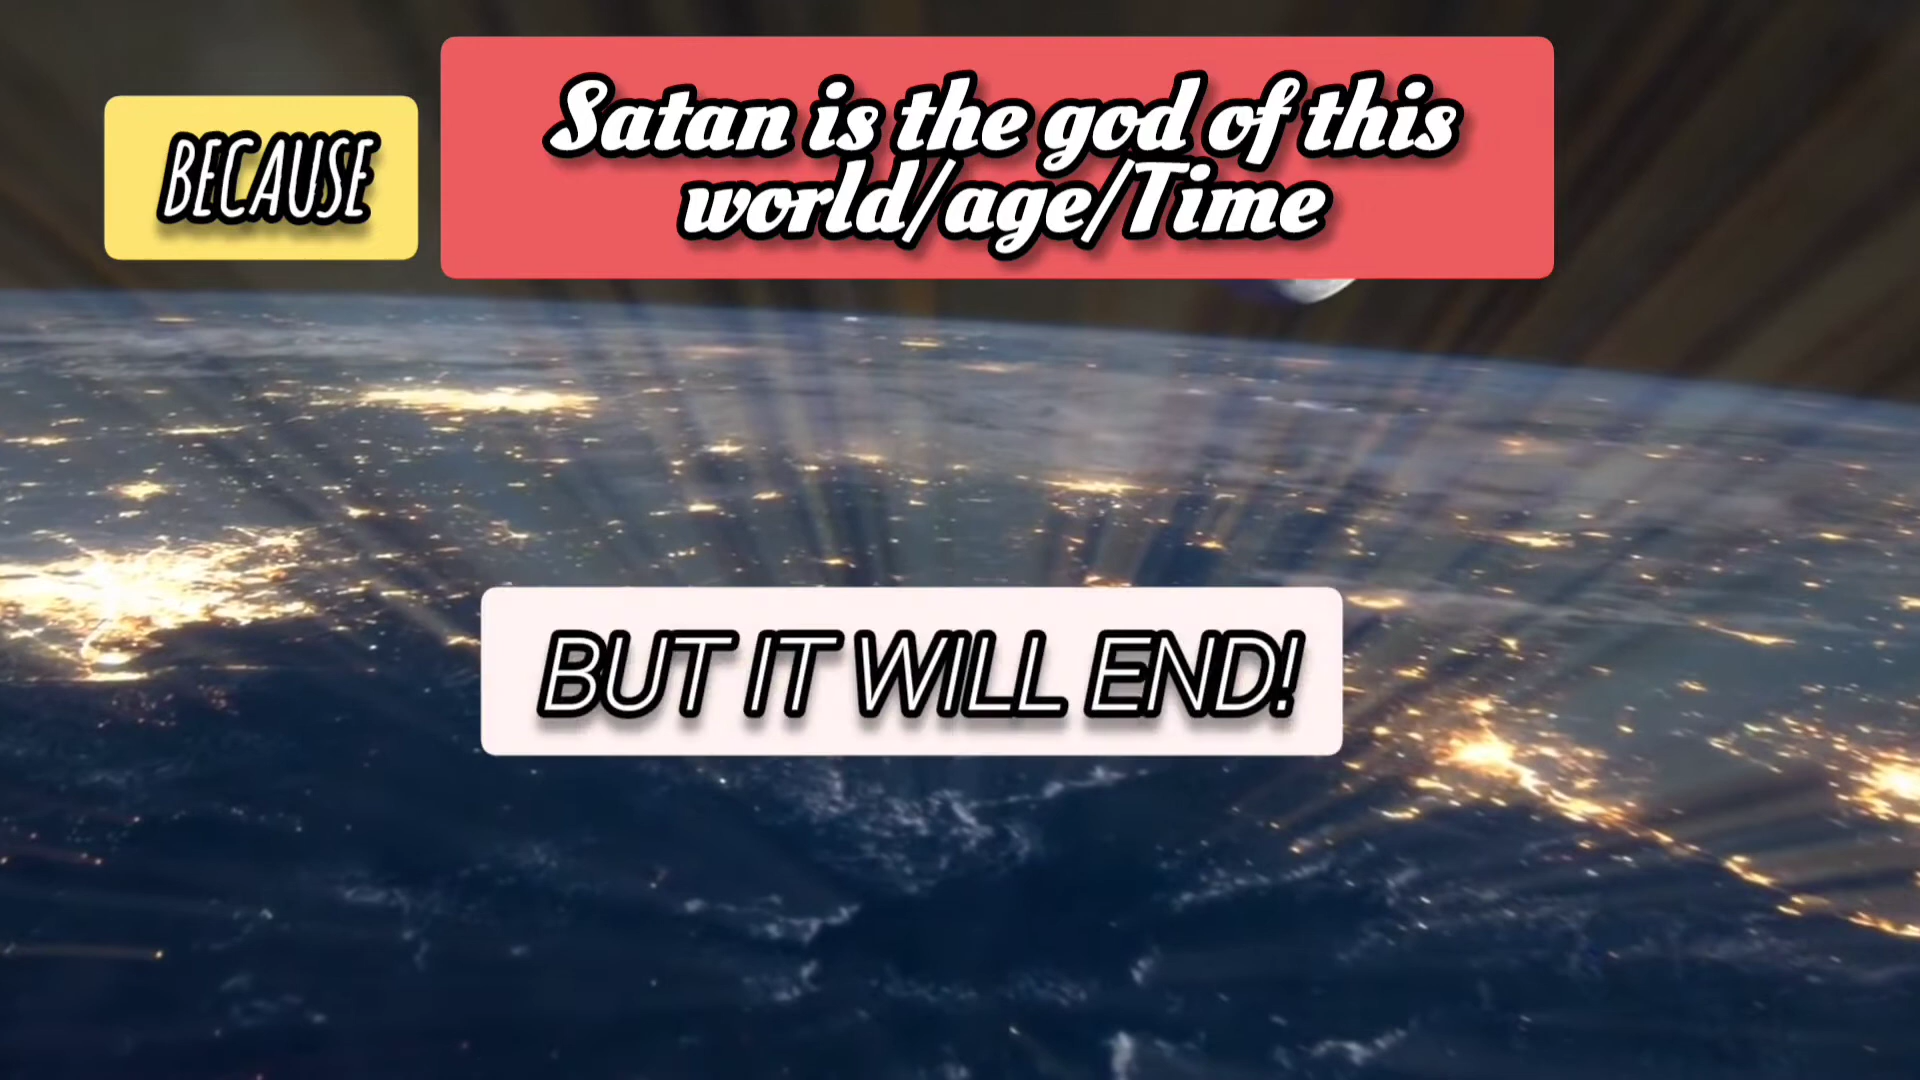 BECAUSE
Satan is the god of this
world/age/Time
BUT IT WILL END!